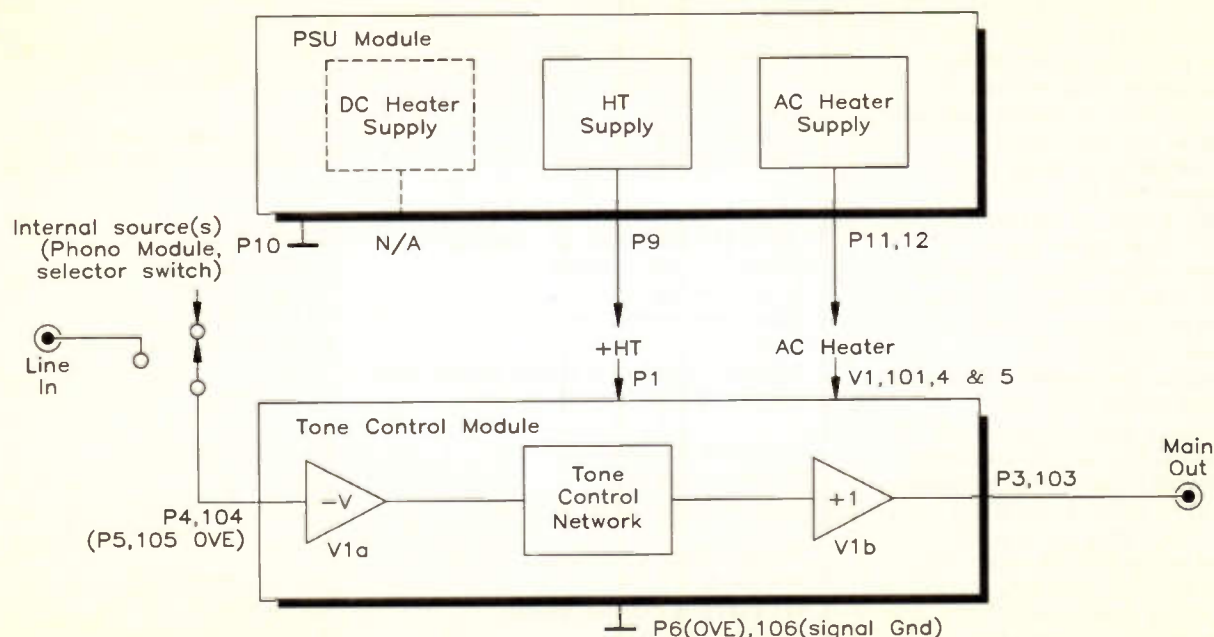 PSU Module
DC Heater
Supply
HT
Supply
AC Heater
Supply
Internal source(s)
(Phono Module,
selector switch)
P10
N/A
P9
P11,12
Line
In
+HT
P1
AC Heater
V1,101,4 & 5
Tone Control Module
-V
V1a
Tone
Control
Network
+1
V1b
P4,104
(P5,105 0VE)
P3,103
Main
Out
P6(0VE),106(signal Gnd)